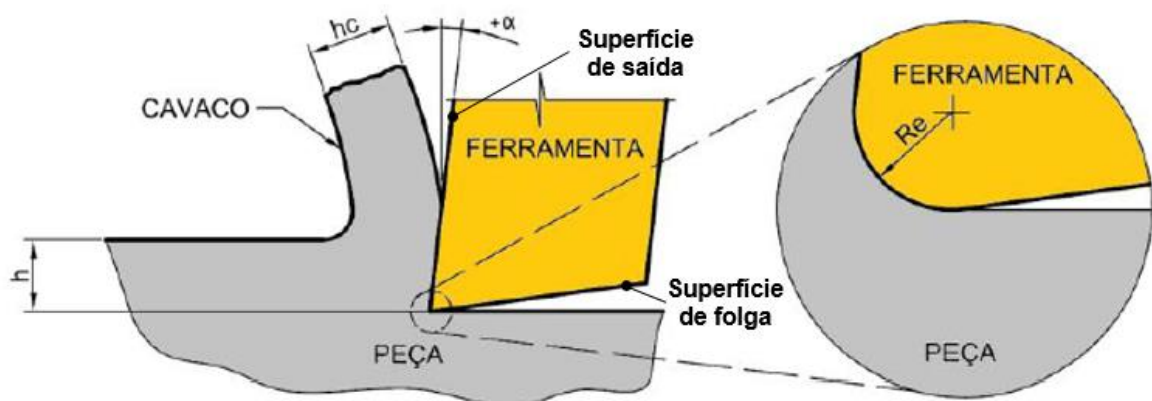 hc
+α
Superfície
de saída
CAVACO
FERRAMENTA
h
Superfície
de folga
PEÇA
FERRAMENTA
Re
PEÇA